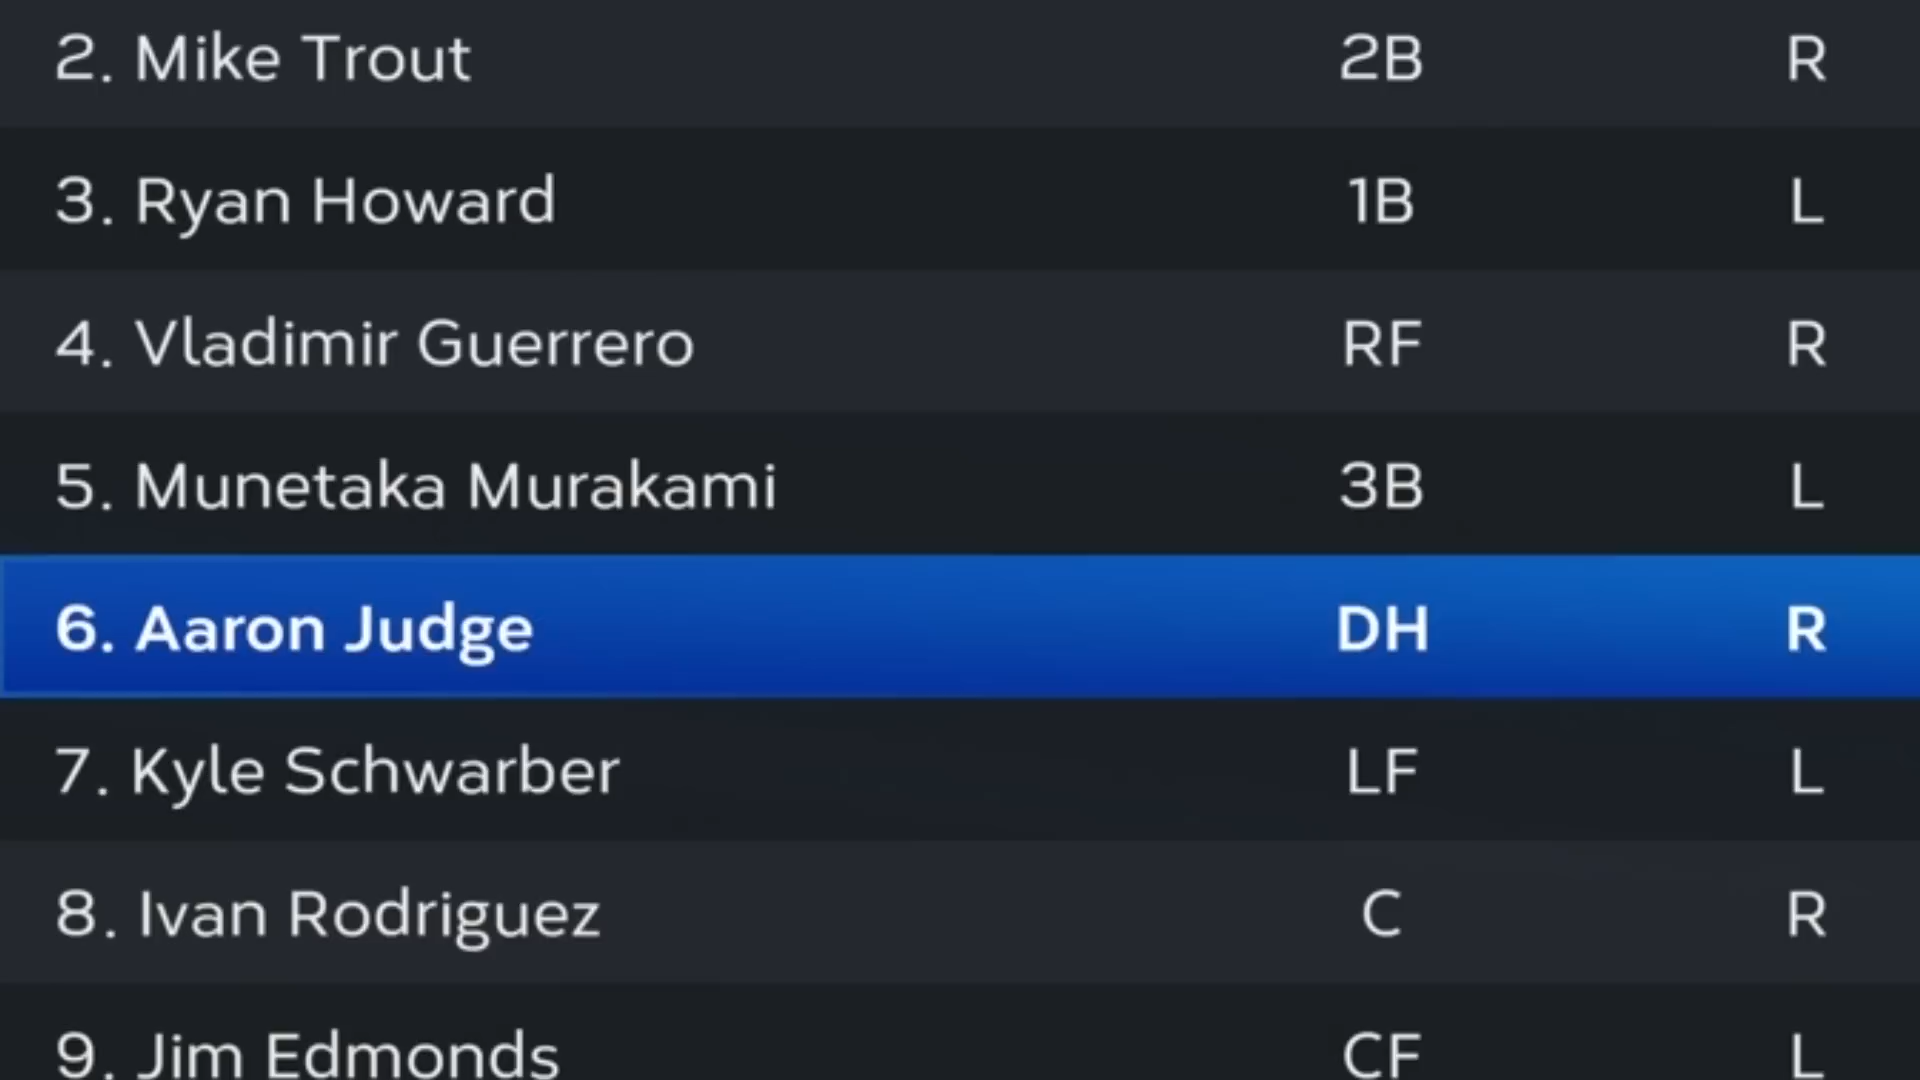 2. Mike Trout 2B R
3. Ryan Howard 1B L
4. Vladimir Guerrero RF R
5. Munetaka Murakami 3B L
6. Aaron Judge DH R
7. Kyle Schwarber LF L
8. Ivan Rodriguez C R
9. Jim Edmonds CF L